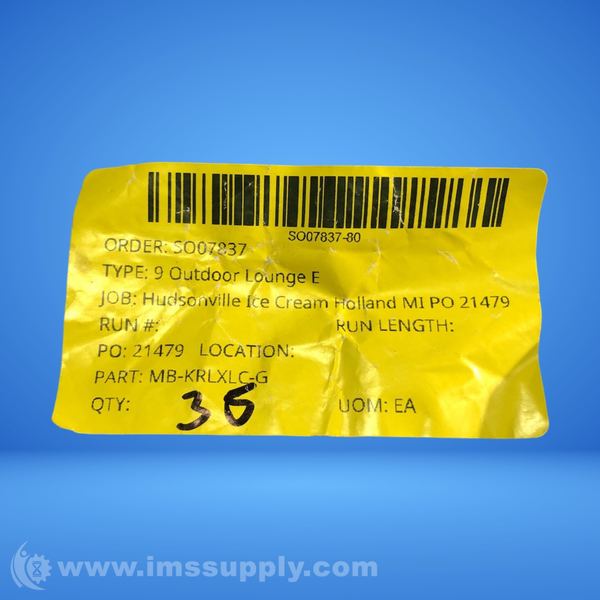 SO07837-80
ORDER: SO07837
TYPE: 9 Outdoor Lounge E
JOB: Hudsonville Ice Cream Holland MI PO 21479
RUN #: RUN LENGTH:
PO: 21479 LOCATION:
PART: MB-KRLXLC-G
QTY: 36 UOM: EA
www.imssupply.com